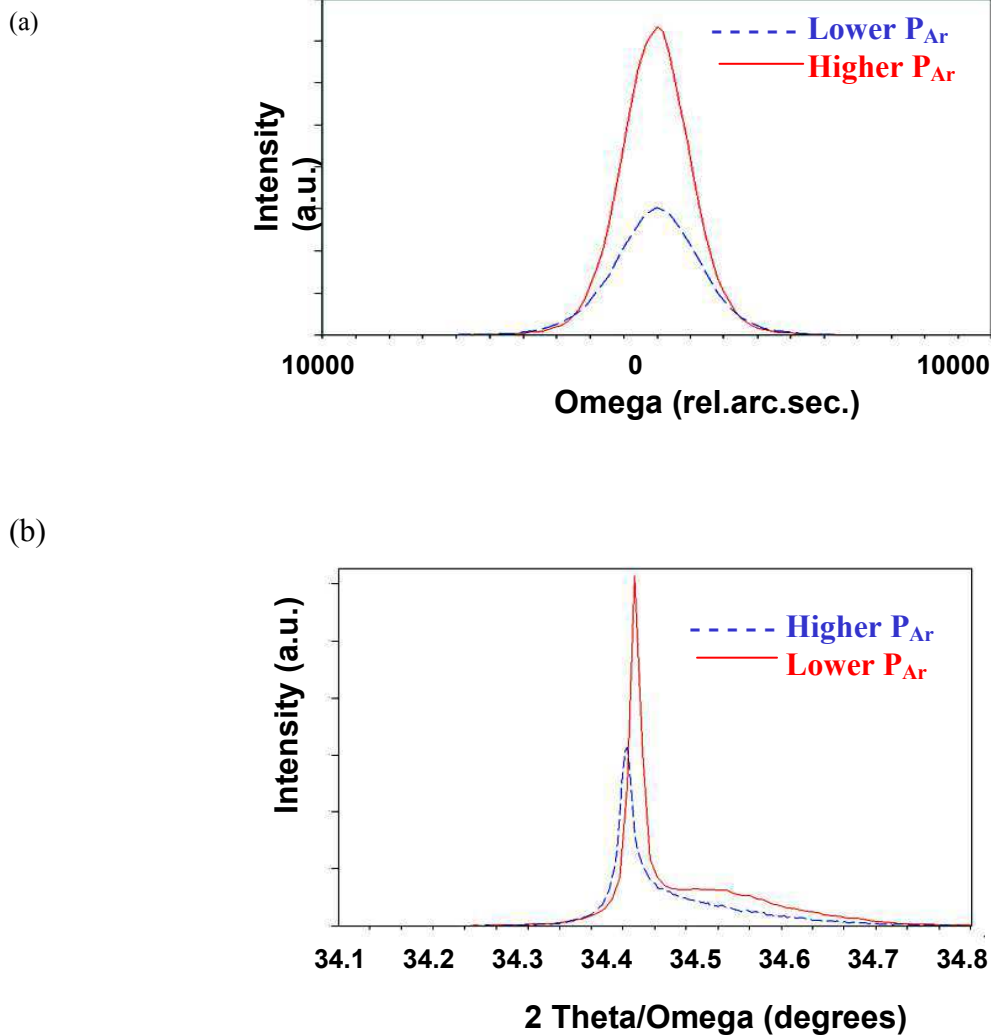 (a)
Lower PAr
Higher PAr
Intensity
(a.u.)
10000
0
10000
Omega (rel.arc.sec.)
(b)
Higher PAr
Lower PAr
Intensity (a.u.)
34.1 34.2 34.3 34.4 34.5 34.6 34.7 34.8
2 Theta/Omega (degrees)